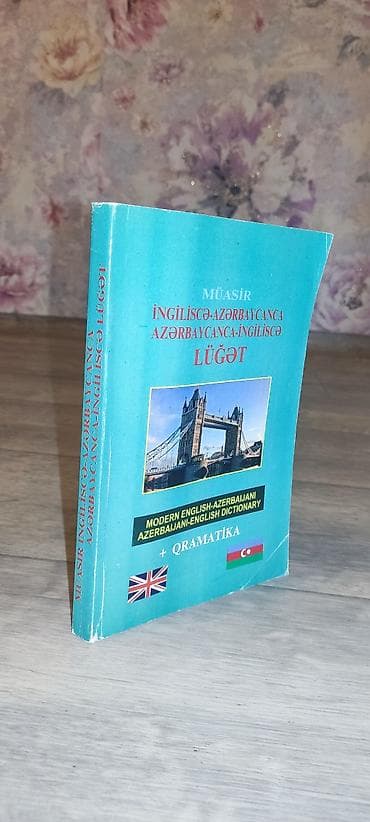 MÜASİR İNGİLİSCƏ-AZƏRBAYCANCA
AZƏRBAYCANCA-İNGİLİSCƏ LÜĞƏT
MÜASİR
İNGİLİSCƏ-AZƏRBAYCANCA
AZƏRBAYCANCA-İNGİLİSCƏ
LÜĞƏT
MODERN ENGLISH-AZERBAIJANI
AZERBAIJANI-ENGLISH DICTIONARY
+ QRAMATİKA